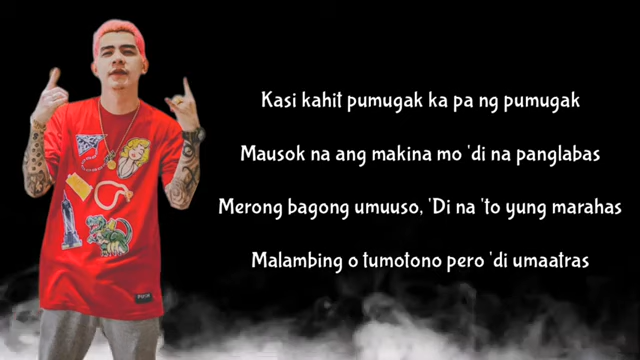 Kasi kahit pumugak ka pa ng pumugak
Mausok na ang makina mo 'di na panglabas
Merong bagong umuuso, 'Di na 'to yung marahas
Malambing o tumotono pero 'di umaatras